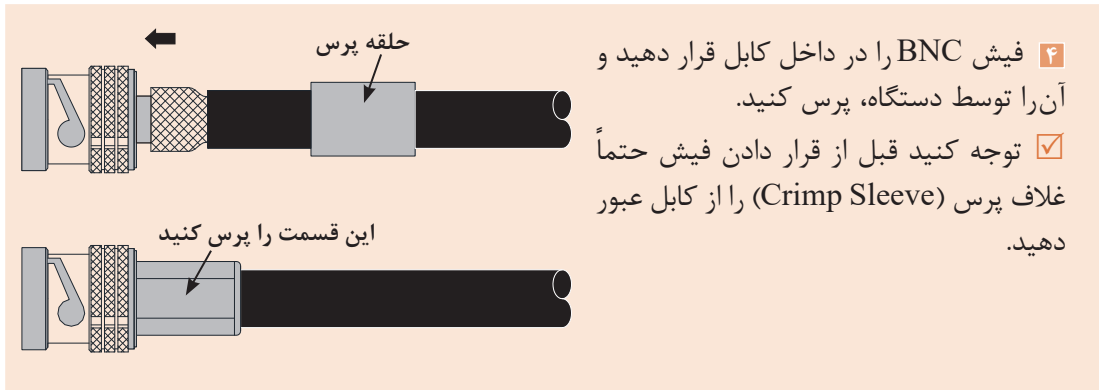 ۴ فیش BNC را در داخل کابل قرار دهید و
آن‌را توسط دستگاه، پرس کنید.
توجه کنید قبل از قرار دادن فیش حتماً
غلاف پرس (Crimp Sleeve) را از کابل عبور
دهید.
حلقه پرس
این قسمت را پرس کنید